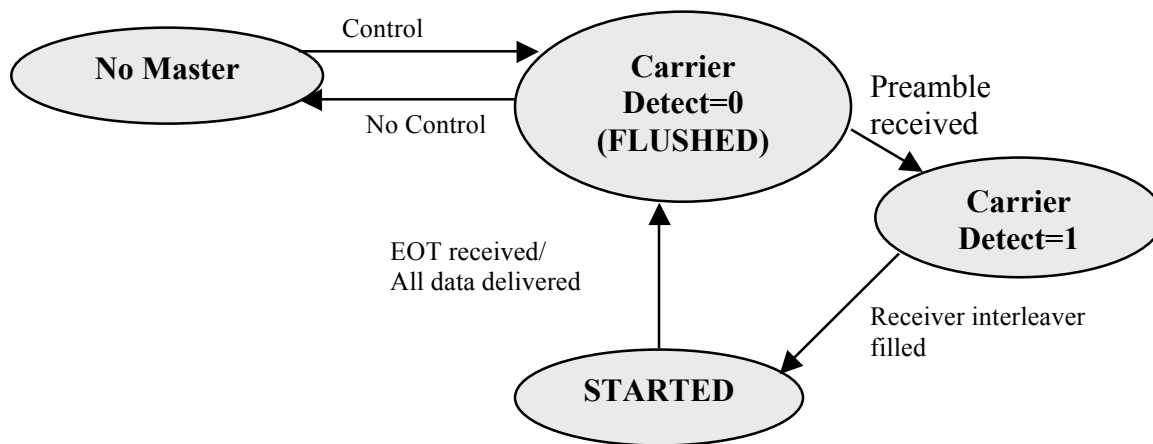 Control
No Master
No Control
Carrier
Detect=0
(FLUSHED)
Preamble
received
Carrier
Detect=1
EOT received/
All data delivered
Receiver interleaver
filled
STARTED